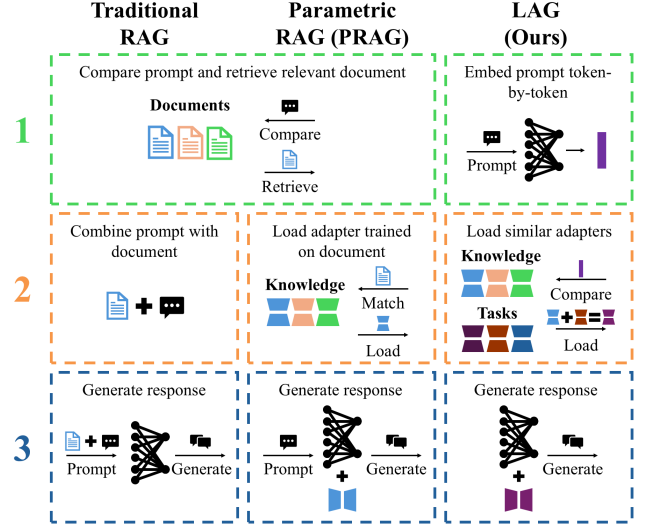 Traditional
RAG
Parametric
RAG (PRAG)
LAG
(Ours)
1
Compare prompt and retrieve relevant document
Documents
Compare
Retrieve
Embed prompt token-
by-token
Prompt
2
Combine prompt with
document
Load adapter trained
on document
Knowledge
Match
Load
Load similar adapters
Knowledge
Compare
Tasks
Load
3
Generate response
Prompt
Generate
Generate response
Prompt
Generate
Generate response
Generate